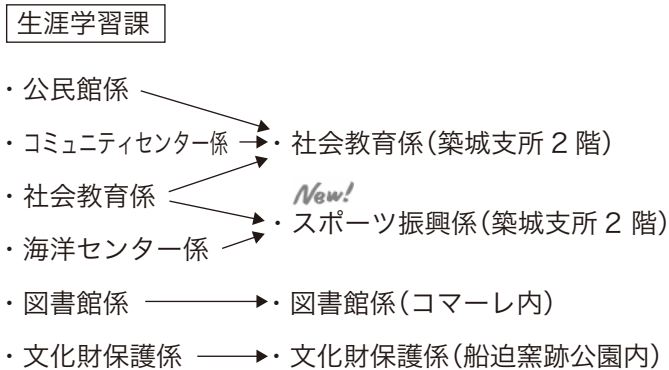 生涯学習課
・公民館係
・コミュニティセンター係 → ・社会教育係(築城支所2階)
・社会教育係
New!
・スポーツ振興係(築城支所2階)
・海洋センター係
・図書館係 → ・図書館係(コマーレ内)
・文化財保護係 → ・文化財保護係(船迫窯跡公園内)